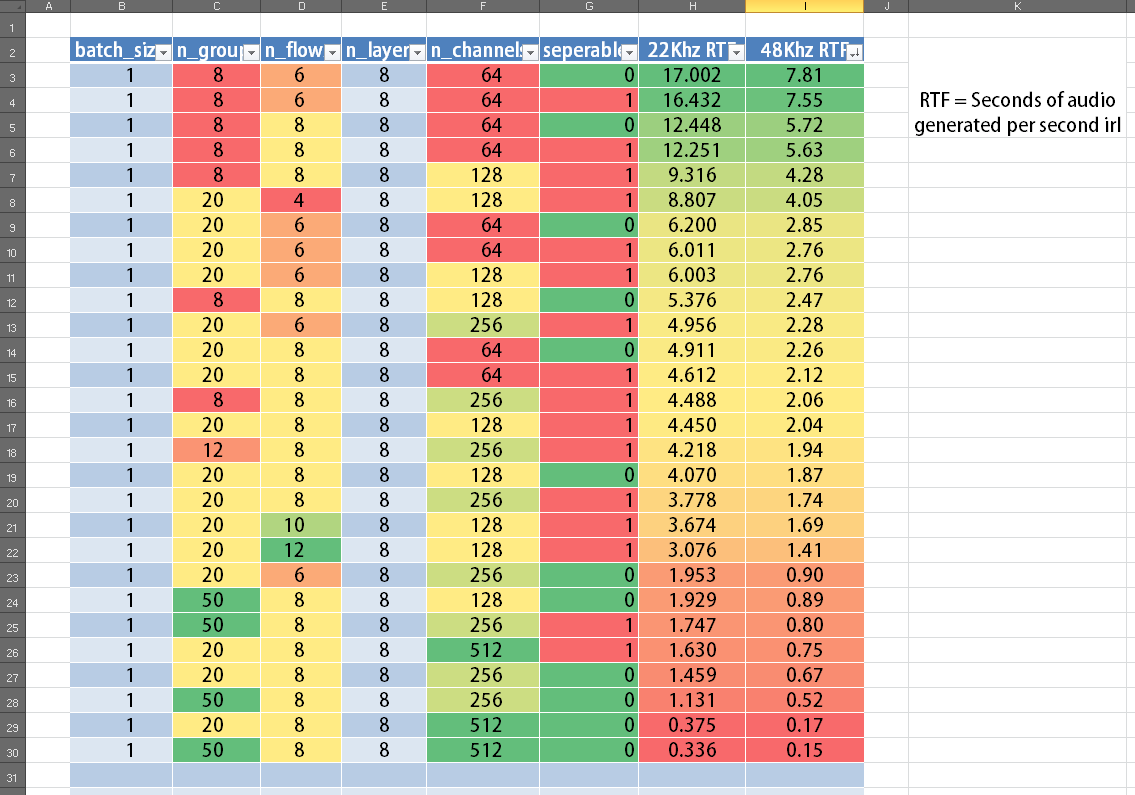 A B C D E F G H I J K
1
2 batch_siz n_grou n_flow n_layer n_channels seperabl 22Khz RTF 48Khz RTF
3 1 8 6 8 64 0 17.002 7.81
4 1 8 6 8 64 1 16.432 7.55 RTF = Seconds of audio
5 1 8 8 8 64 0 12.448 5.72 generated per second irl
6 1 8 8 8 64 1 12.251 5.63
7 1 8 8 8 128 1 9.316 4.28
8 1 20 4 8 128 1 8.807 4.05
9 1 20 6 8 64 0 6.200 2.85
10 1 20 6 8 64 1 6.011 2.76
11 1 20 6 8 128 1 6.003 2.76
12 1 8 8 8 128 0 5.376 2.47
13 1 20 6 8 256 1 4.956 2.28
14 1 20 8 8 64 0 4.911 2.26
15 1 20 8 8 64 1 4.612 2.12
16 1 8 8 8 256 1 4.488 2.06
17 1 20 8 8 128 1 4.450 2.04
18 1 12 8 8 256 1 4.218 1.94
19 1 20 8 8 128 0 4.070 1.87
20 1 20 8 8 256 1 3.778 1.74
21 1 20 10 8 128 1 3.674 1.69
22 1 20 12 8 128 1 3.076 1.41
23 1 20 6 8 256 0 1.953 0.90
24 1 50 8 8 128 0 1.929 0.89
25 1 50 8 8 256 1 1.747 0.80
26 1 20 8 8 512 1 1.630 0.75
27 1 20 8 8 256 0 1.459 0.67
28 1 50 8 8 256 0 1.131 0.52
29 1 20 8 8 512 0 0.375 0.17
30 1 50 8 8 512 0 0.336 0.15
31